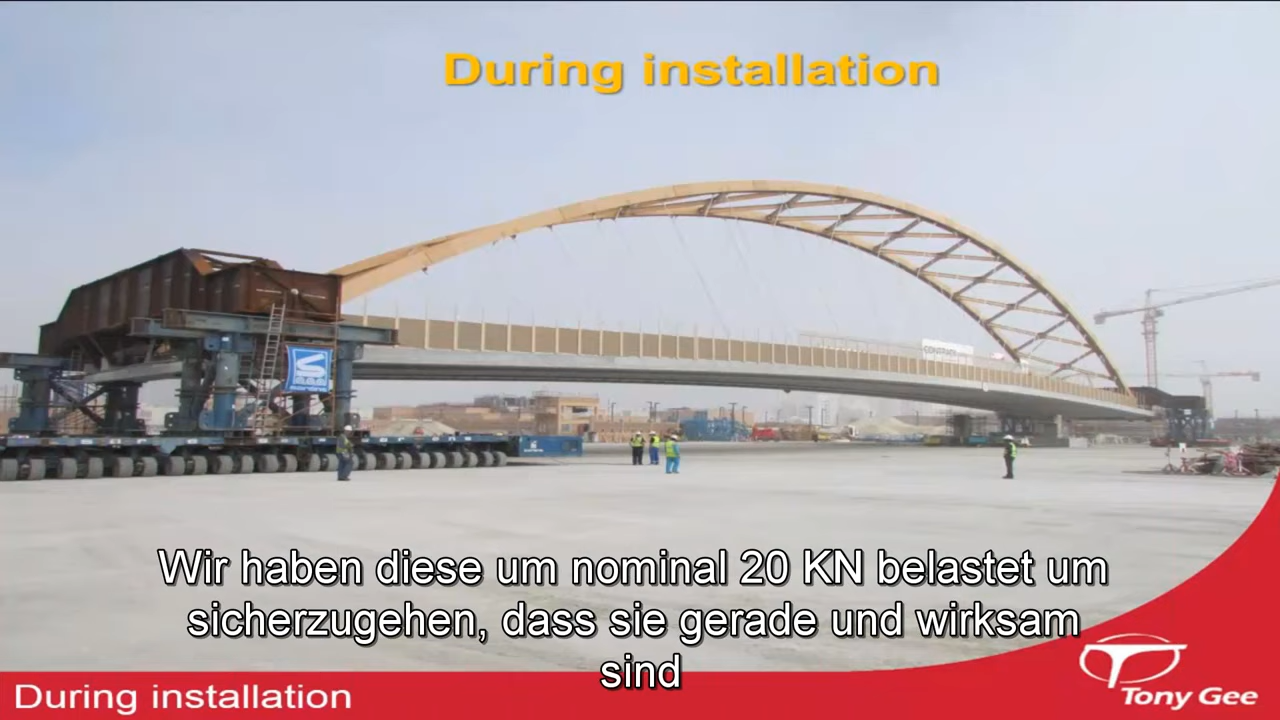 During installation
Wir haben diese um nominal 20 KN belastet um
sicherzugehen, dass sie gerade und wirksam
sind
During installation
Tony Gee